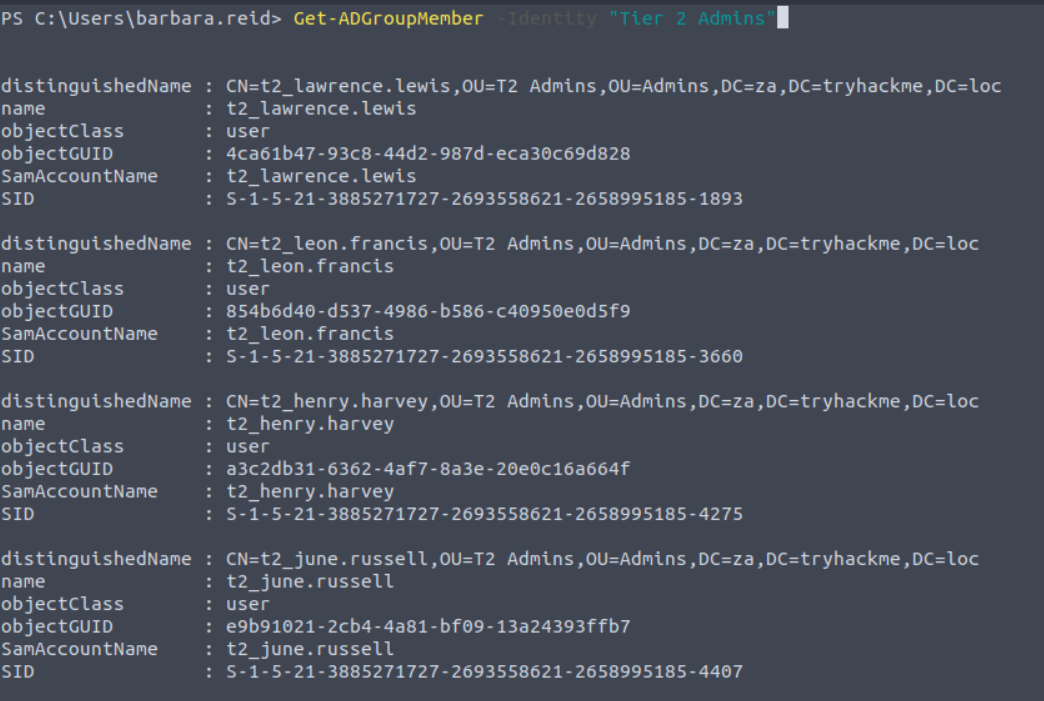 PS C:\Users\barbara.reid> Get-ADGroupMember -Identity "Tier 2 Admins"
distinguishedName : CN=t2_lawrence.lewis,OU=T2 Admins,OU=Admins,DC=za,DC=tryhackme,DC=loc
name : t2_lawrence.lewis
objectClass : user
objectGUID : 4ca61b47-93c8-44d2-987d-eca30c69d828
SamAccountName : t2_lawrence.lewis
SID : S-1-5-21-3885271727-2693558621-2658995185-1893
distinguishedName : CN=t2_leon.francis,OU=T2 Admins,OU=Admins,DC=za,DC=tryhackme,DC=loc
name : t2_leon.francis
objectClass : user
objectGUID : 854b6d40-d537-4986-b586-c40950e0d5f9
SamAccountName : t2_leon.francis
SID : S-1-5-21-3885271727-2693558621-2658995185-3660
distinguishedName : CN=t2_henry.harvey,OU=T2 Admins,OU=Admins,DC=za,DC=tryhackme,DC=loc
name : t2_henry.harvey
objectClass : user
objectGUID : a3c2db31-6362-4af7-8a3e-20e0c16a664f
SamAccountName : t2_henry.harvey
SID : S-1-5-21-3885271727-2693558621-2658995185-4275
distinguishedName : CN=t2_june.russell,OU=T2 Admins,OU=Admins,DC=za,DC=tryhackme,DC=loc
name : t2_june.russell
objectClass : user
objectGUID : e9b91021-2cb4-4a81-bf09-13a24393ffb7
SamAccountName : t2_june.russell
SID : S-1-5-21-3885271727-2693558621-2658995185-4407